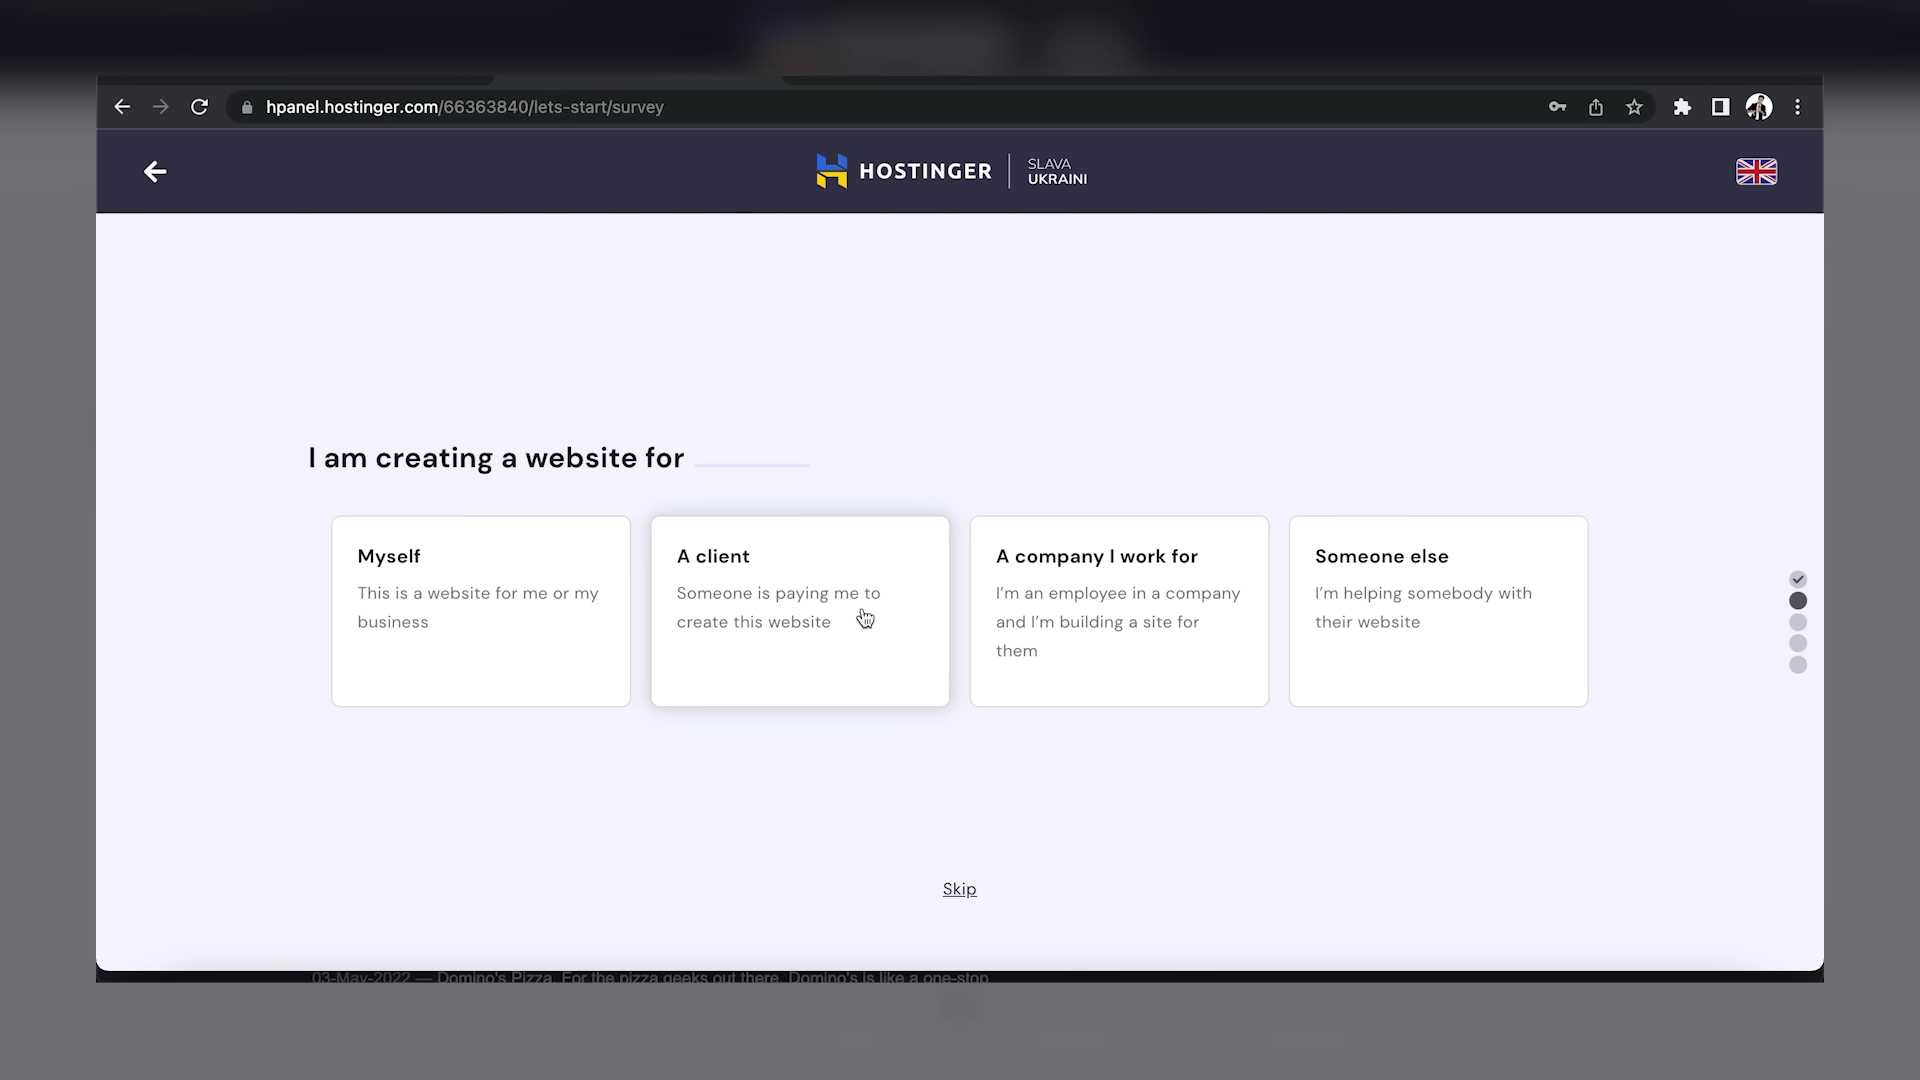 hpanel.hostinger.com/66363840/lets-start/survey
HOSTINGER
SLAVA
UKRAINI
I am creating a website for
Myself
This is a website for me or my
business
A client
Someone is paying me to
create this website
A company I work for
I'm an employee in a company
and I'm building a site for
them
Someone else
I'm helping somebody with
their website
Skip
03-May-2022 — Domino's Pizza. For the pizza geeks out there, Domino's is like a one-stop